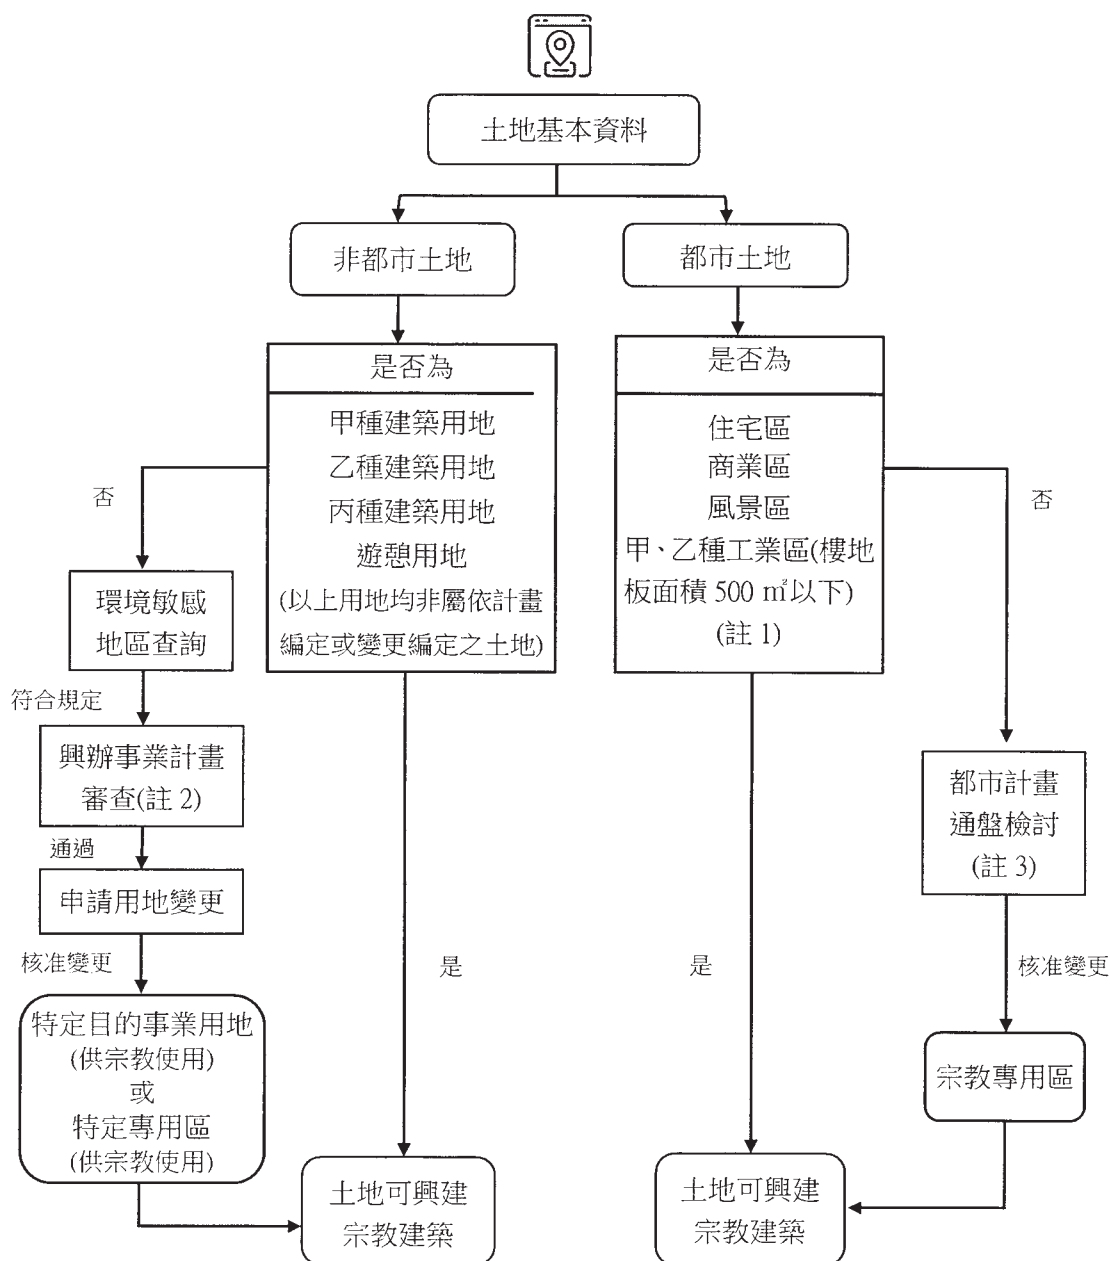 土地基本資料
非都市土地
都市土地
是否為
甲種建築用地
乙種建築用地
丙種建築用地
遊憩用地
(以上用地均非屬依計畫
編定或變更編定之土地)
是否為
住宅區
商業區
風景區
甲、乙種工業區(樓地
板面積 500 ㎡以下)
(註 1)
否
環境敏感
地區查詢
符合規定
興辦事業計畫
審查(註 2)
通過
申請用地變更
核准變更
特定目的事業用地
(供宗教使用)
或
特定專用區
(供宗教使用)
是
土地可興建
宗教建築
是
土地可興建
宗教建築
否
都市計畫
通盤檢討
(註 3)
核准變更
宗教專用區